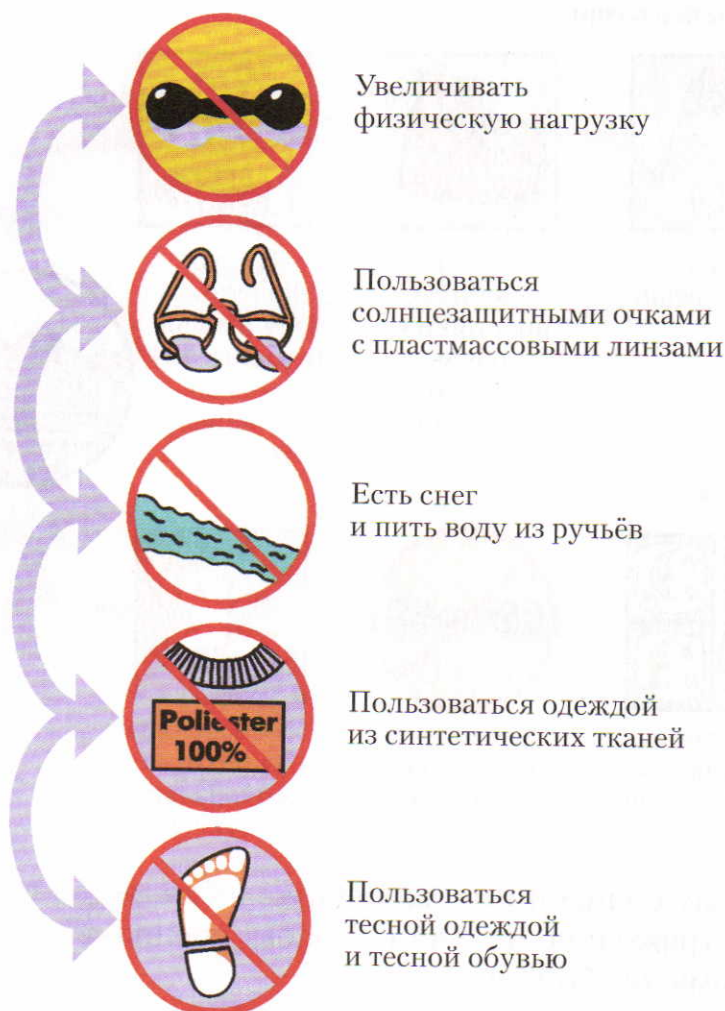 Увеличивать
физическую нагрузку
Пользоваться
солнцезащитными очками
с пластмассовыми линзами
Есть снег
и пить воду из ручьёв
Poliester
100%
Пользоваться одеждой
из синтетических тканей
Пользоваться
тесной одеждой
и тесной обувью